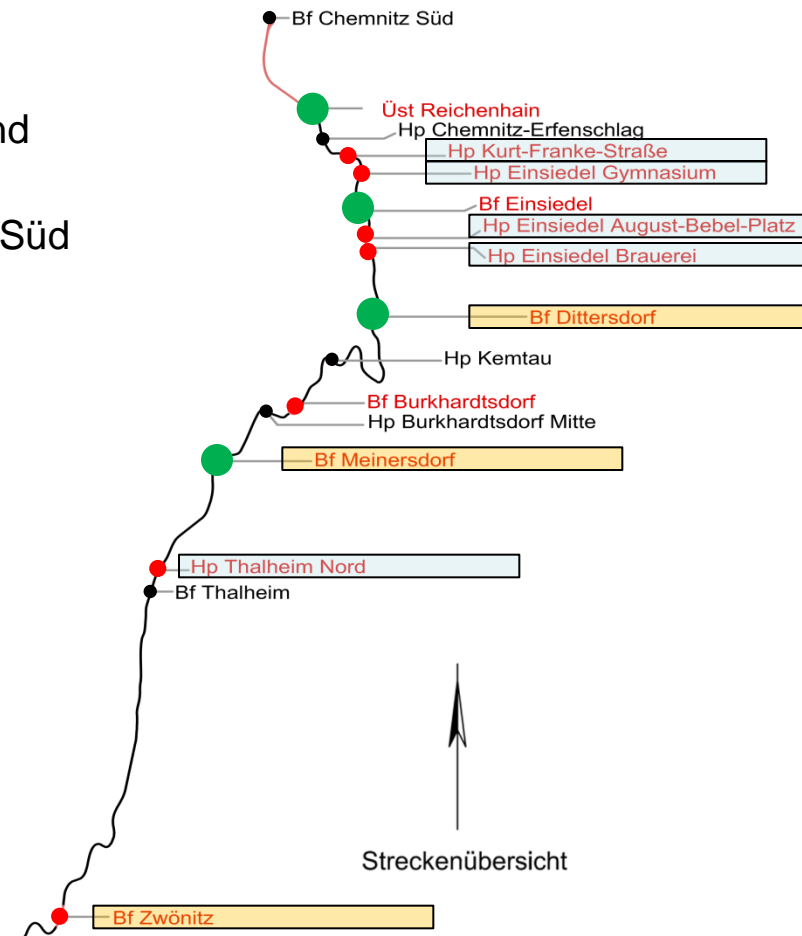 Bf Chemnitz Süd
Üst Reichenhain
nd
Hp Chemnitz-Erfenschlag
Hp Kurt-Franke-Straße
Hp Einsiedel Gymnasium
Bf Einsiedel
Hp Einsiedel August-Bebel-Platz
Süd
Hp Einsiedel Brauerei
Bf Dittersdorf
Hp Kemtau
Bf Burkhardtsdorf
Hp Burkhardtsdorf Mitte
Bf Meinersdorf
Hp Thalheim Nord
Bf Thalheim
Streckenübersicht
Bf Zwönitz